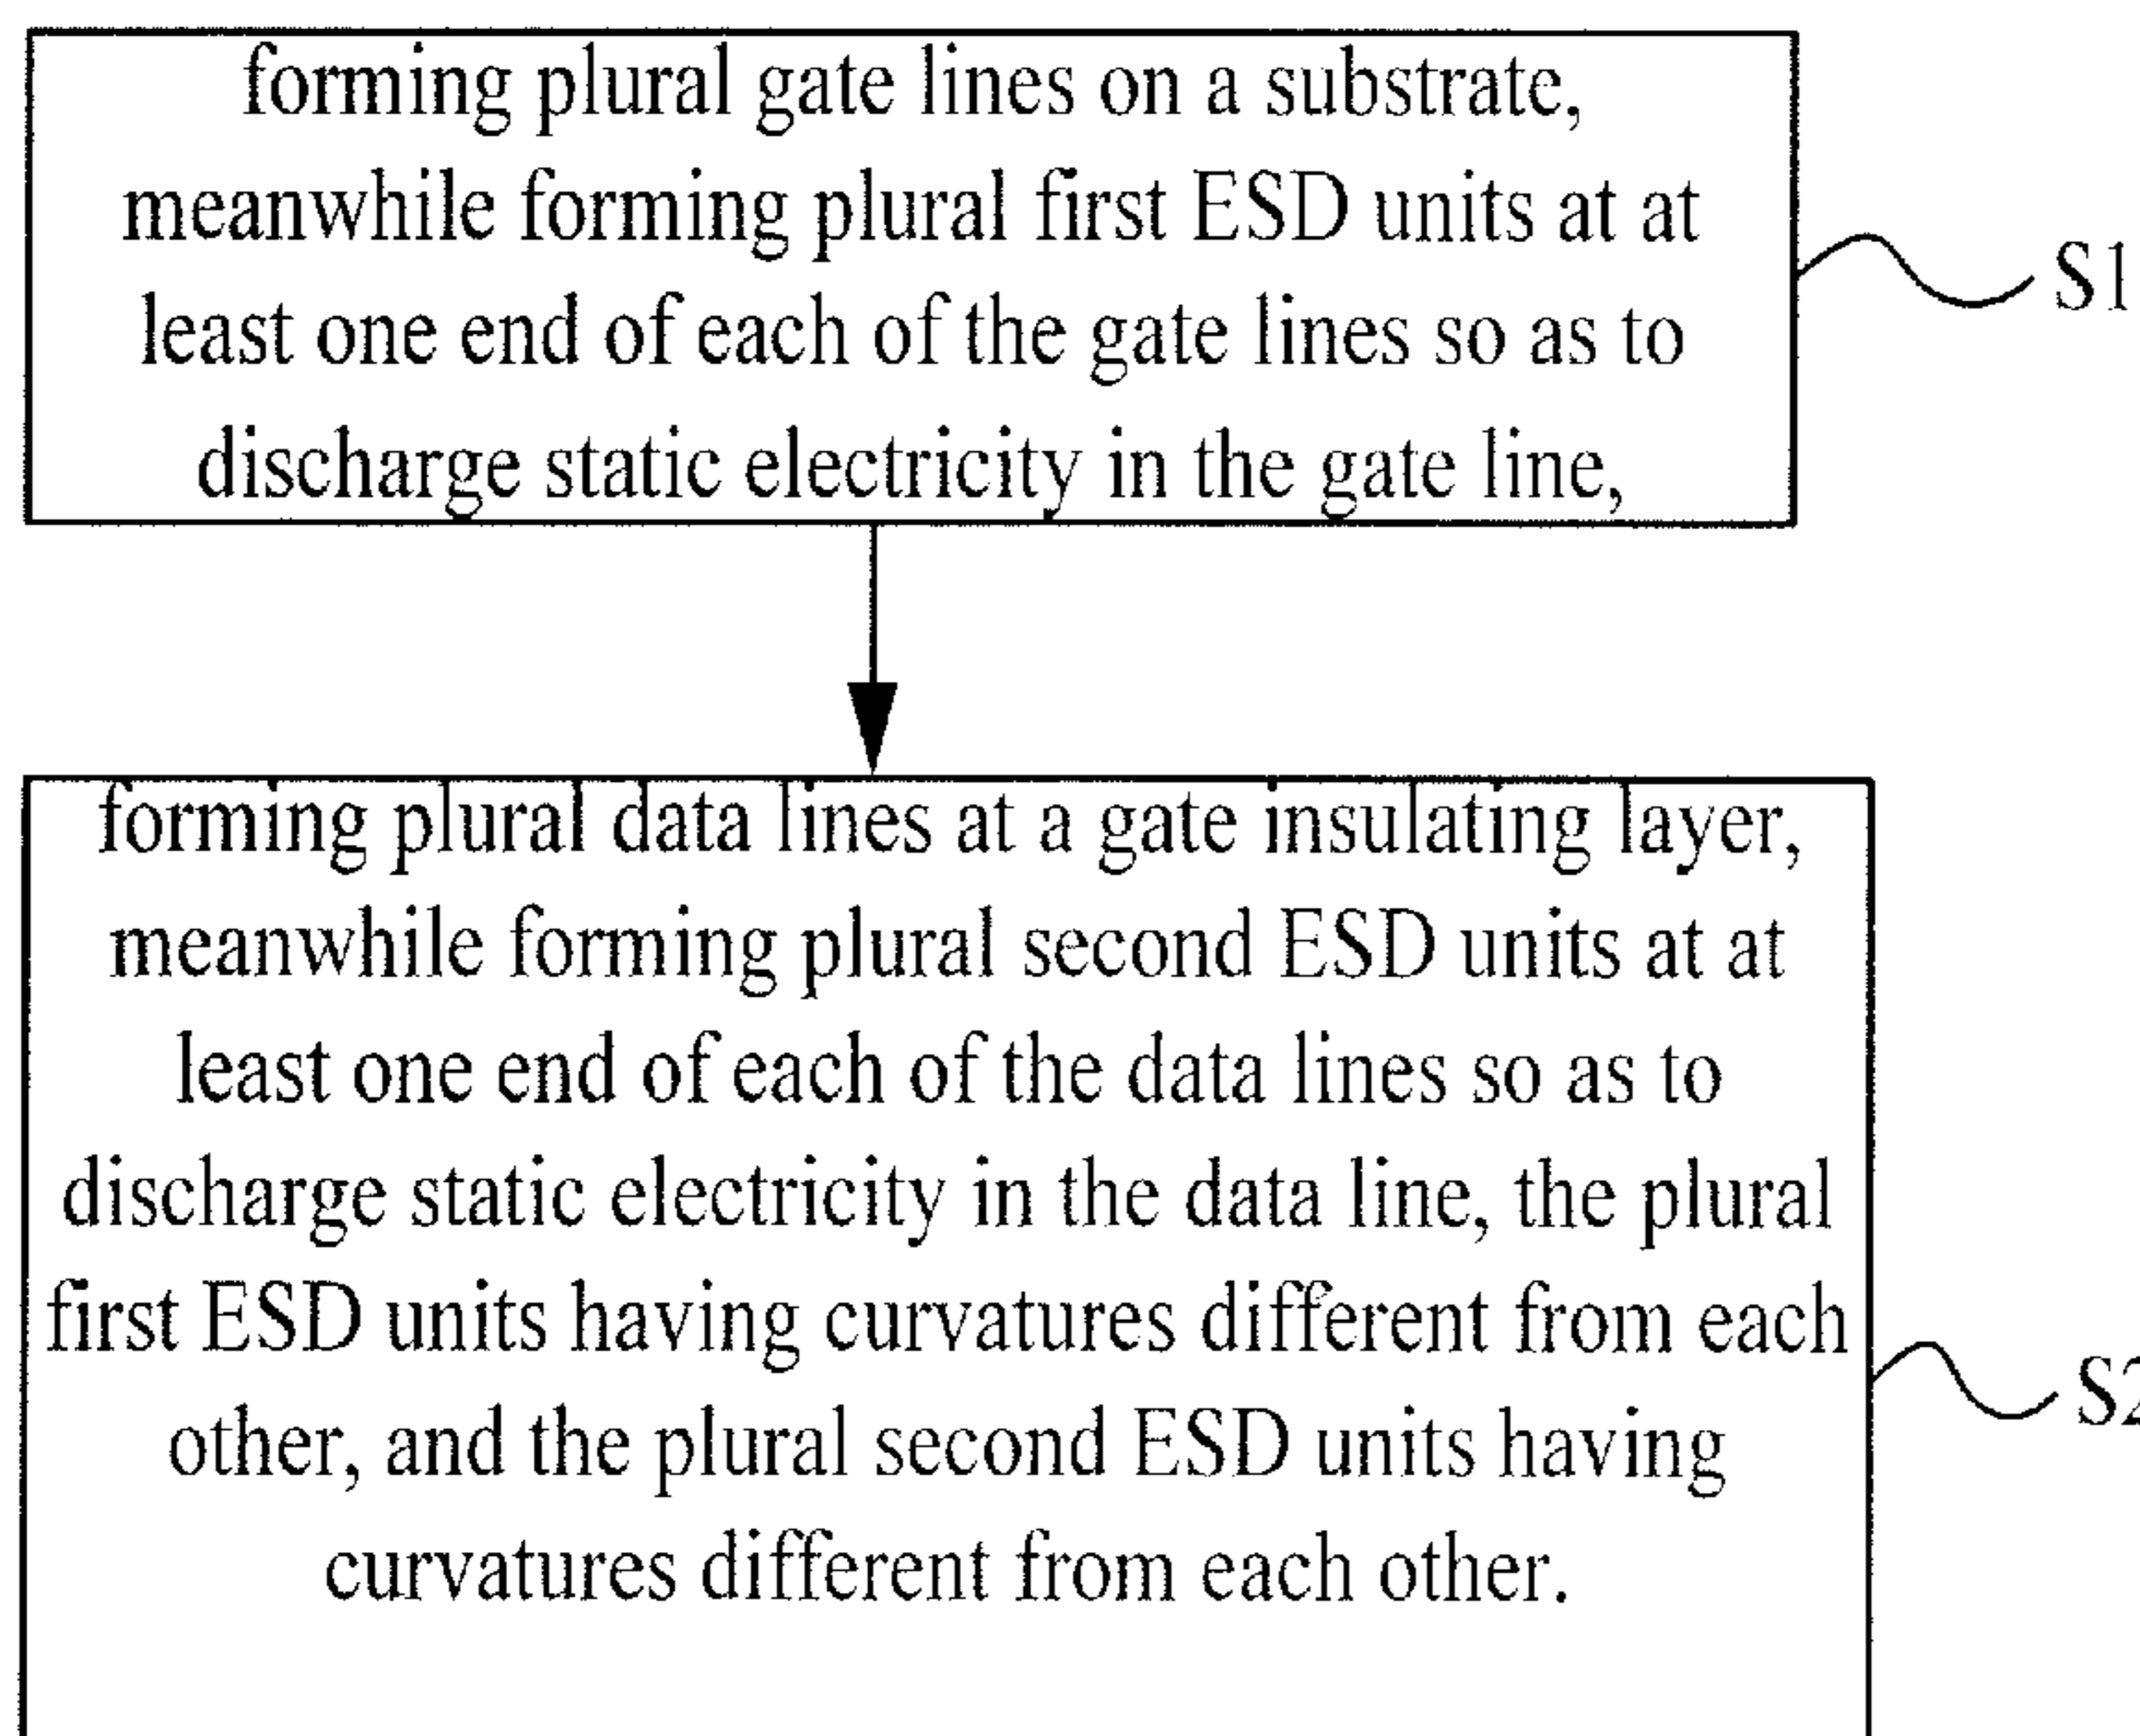 forming plural gate lines on a substrate,
meanwhile forming plural first ESD units at at
least one end of each of the gate lines so as to
discharge static electricity in the gate line,
S1
forming plural data lines at a gate insulating layer,
meanwhile forming plural second ESD units at at
least one end of each of the data lines so as to
discharge static electricity in the data line, the plural
first ESD units having curvatures different from each
other, and the plural second ESD units having
curvatures different from each other.
S2